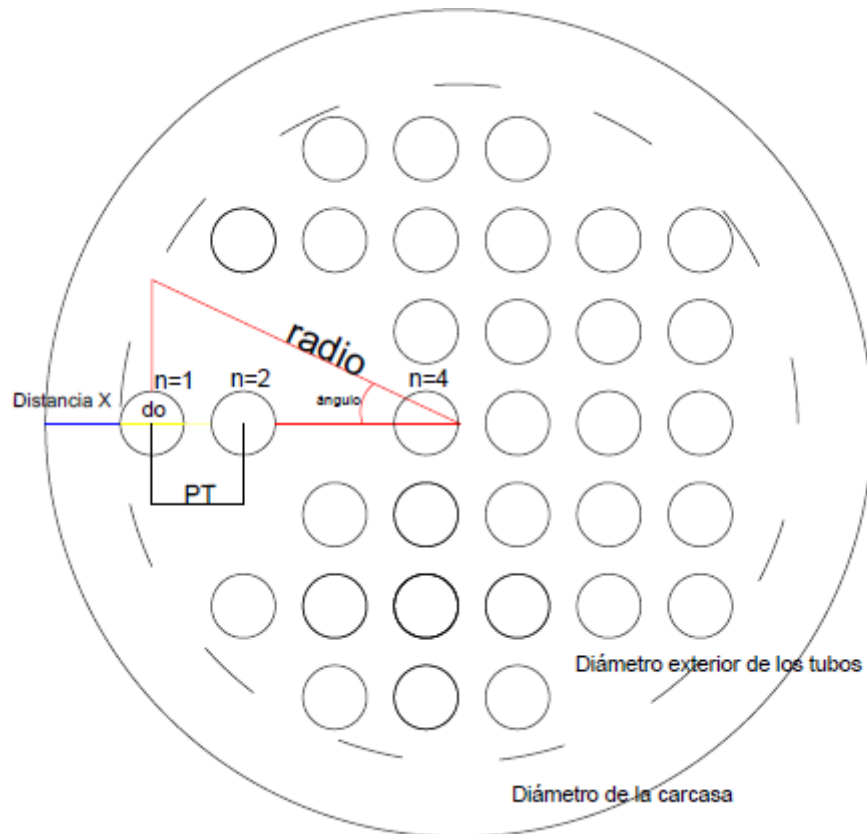 radio
n=1
n=2
n=4
Distancia X
do
ángulo
PT
Diámetro exterior de los tubos
Diámetro de la carcasa